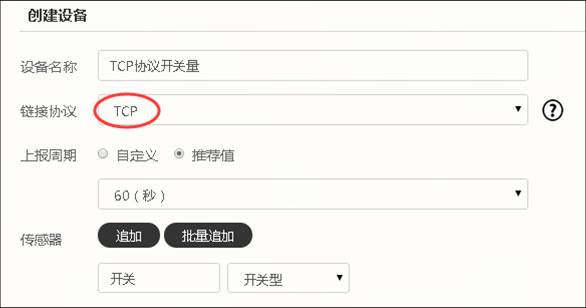 创建设备
设备名称 TCP协议开关量
链接协议 TCP ?
上报周期 自定义 推荐值
60（秒）
传感器 追加 批量追加
开关 开关型